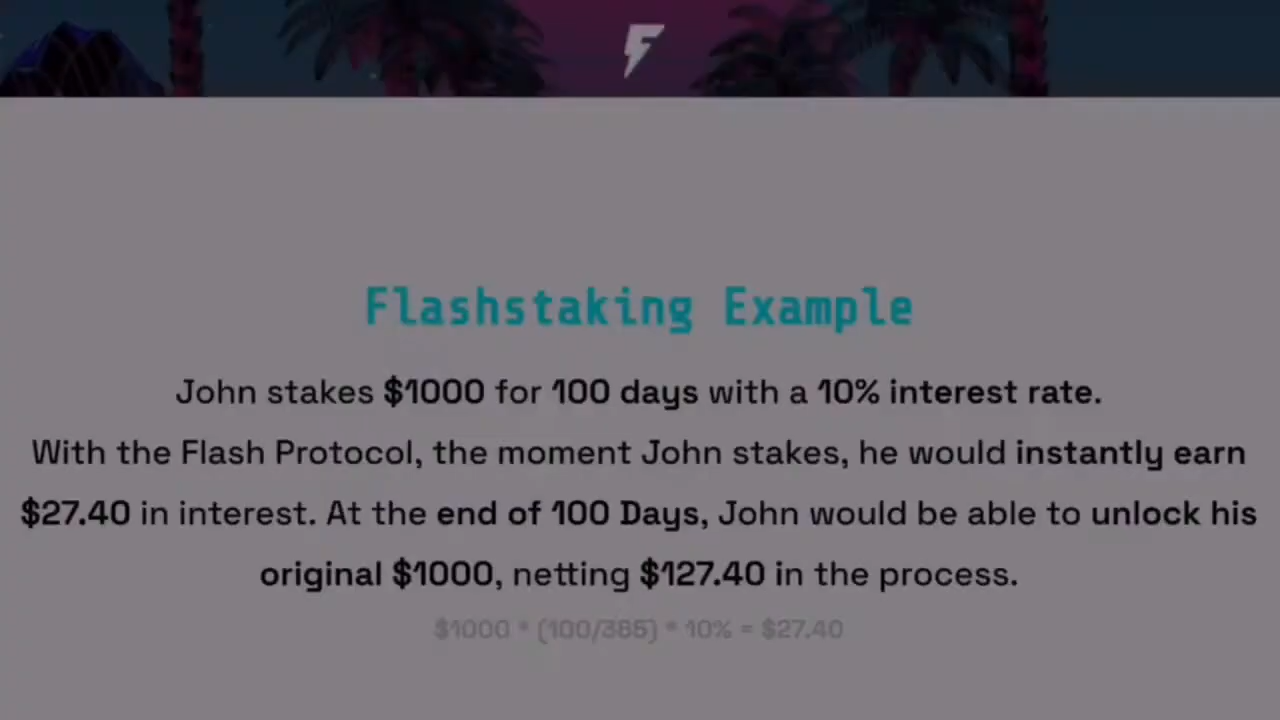 Flashstaking Example
John stakes $1000 for 100 days with a 10% interest rate.
With the Flash Protocol, the moment John stakes, he would instantly earn
$27.40 in interest. At the end of 100 Days, John would be able to unlock his
original $1000, netting $127.40 in the process.
$1000 * (100/365) * 10% = $27.40